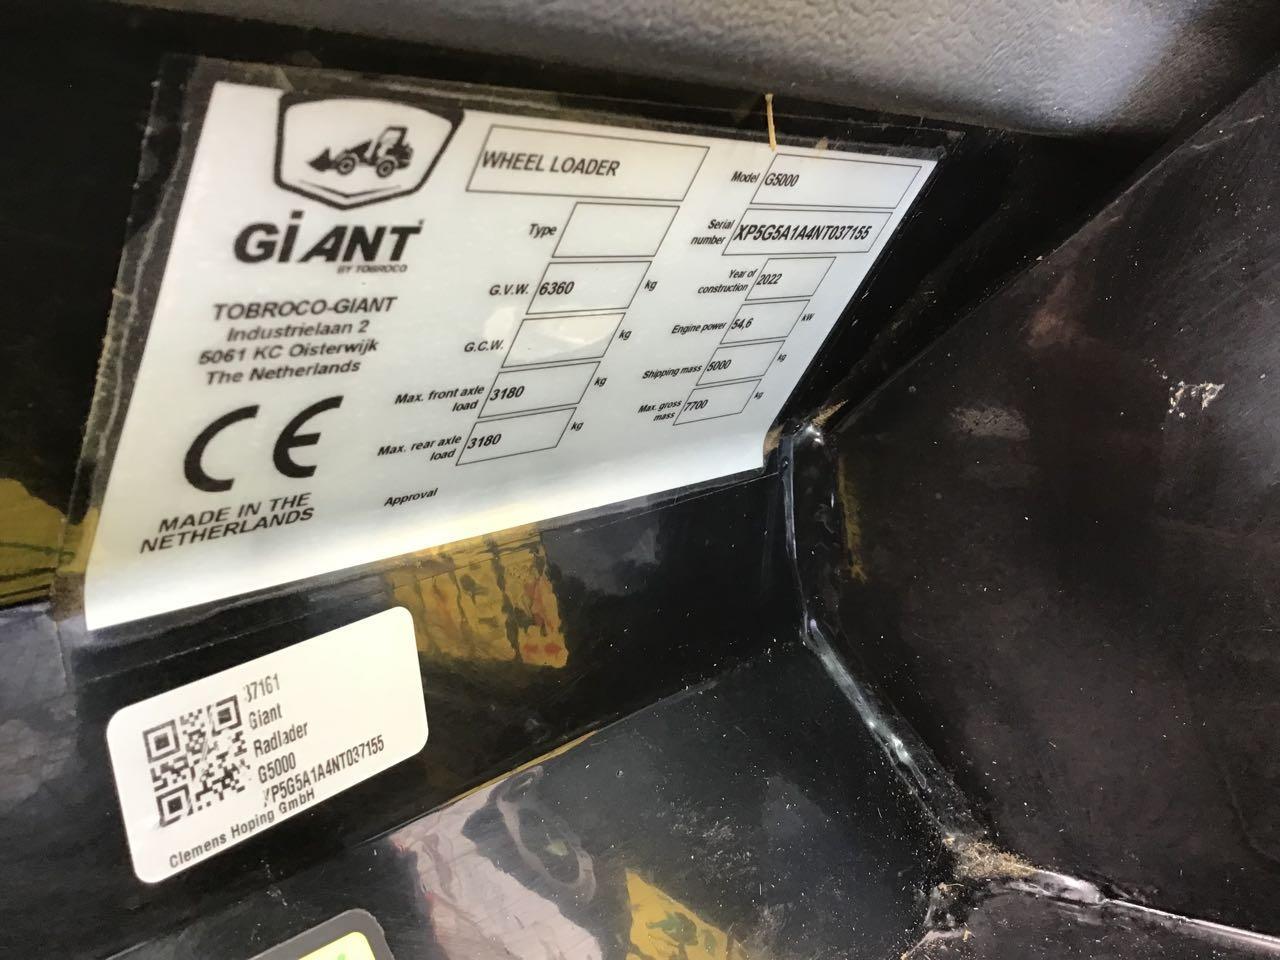 GiANT
BY TOBROCO
TOBROCO-GIANT
Industrielaan 2
5061 KC Oisterwijk
The Netherlands
CE
MADE IN THE
NETHERLANDS
WHEEL LOADER
Type
G.V.W. 6360 kg
G.C.W. kg
Max. front axle load 3180 kg
Max. rear axle load 3180 kg
Approval
Model G5000
Serial number XP5G5A1A4NT037155
Year of construction 2022
Engine power 54,6 kW
Shipping mass 5000 kg
Max. gross mass 7700 kg
37161
Giant
Radlader
G5000
XP5G5A1A4NT037155
Clemens Hoping GmbH